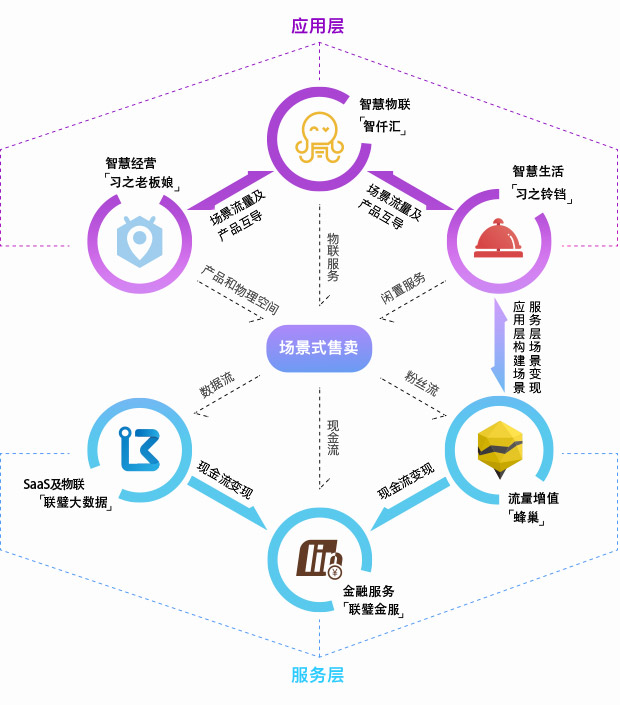 应用层
智慧物联
「智仟汇」
智慧经营
「习之老板娘」
智慧生活
「习之铃铛」
场景流量及
产品互导
场景流量及
产品互导
物联服务
产品和物理空间
闲置服务
场景式售卖
服务层场景变现
应用层构建场景
数据流
粉丝流
现金流
SaaS及物联
「联璧大数据」
现金流变现
现金流变现
流量增值
「蜂巢」
lin
¥
金融服务
「联璧金服」
服务层